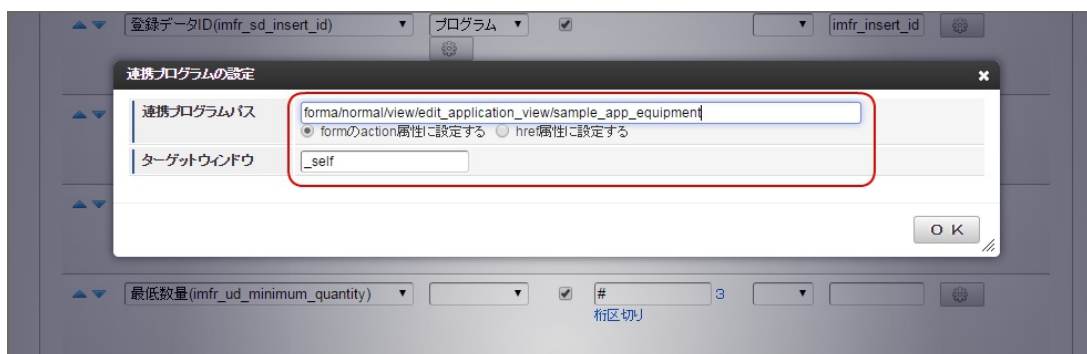 登録データID(imfr_sd_insert_id) プログラム imfr_insert_id
連携プログラムの設定
連携プログラムパス forma/normal/view/edit_application_view/sample_app_equipment
formのaction属性に設定する href属性に設定する
ターゲットウィンドウ _self
ＯＫ
最低数量(imfr_ud_minimum_quantity) # 3
桁区切り